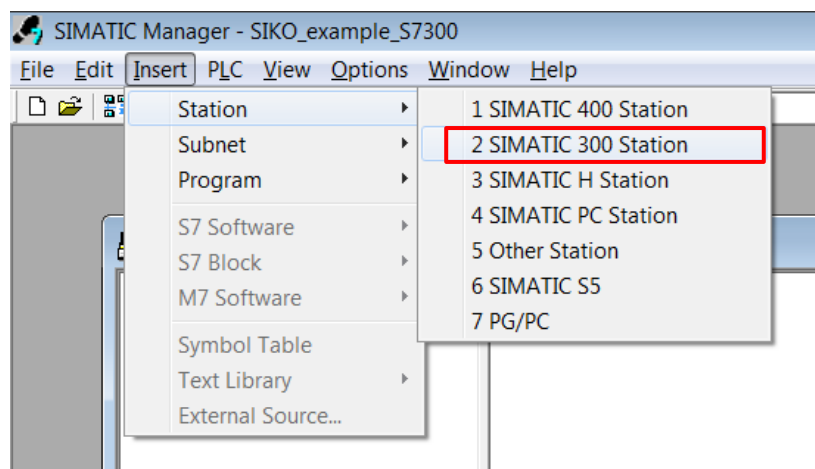 SIMATIC Manager - SIKO_example_S7300
File Edit Insert PLC View Options Window Help
Station
Subnet
Program
S7 Software
S7 Block
M7 Software
Symbol Table
Text Library
External Source...
1 SIMATIC 400 Station
2 SIMATIC 300 Station
3 SIMATIC H Station
4 SIMATIC PC Station
5 Other Station
6 SIMATIC S5
7 PG/PC